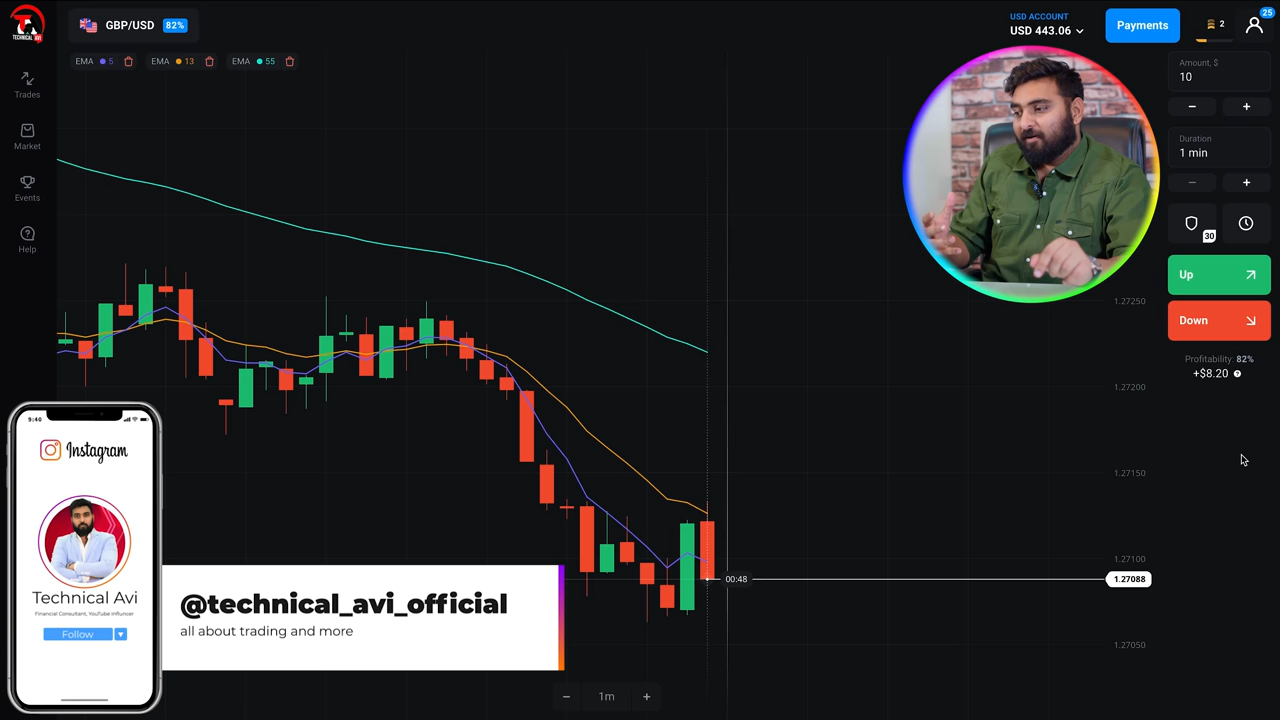 TECHNICAL AVI
GBP/USD 82%
USD ACCOUNT
USD 443.06
Payments
2
25
EMA 5
EMA 13
EMA 55
Trades
Market
Events
Help
Amount, $
10
Duration
1 min
30
Up
Down
Profitability: 82%
+$8.20
1.27250
1.27200
1.27150
1.27100
1.27088
1.27050
00:48
1m
9:40
Instagram
Technical Avi
Financial Consultant, YouTube Influncer
Follow
@technical_avi_official
all about trading and more